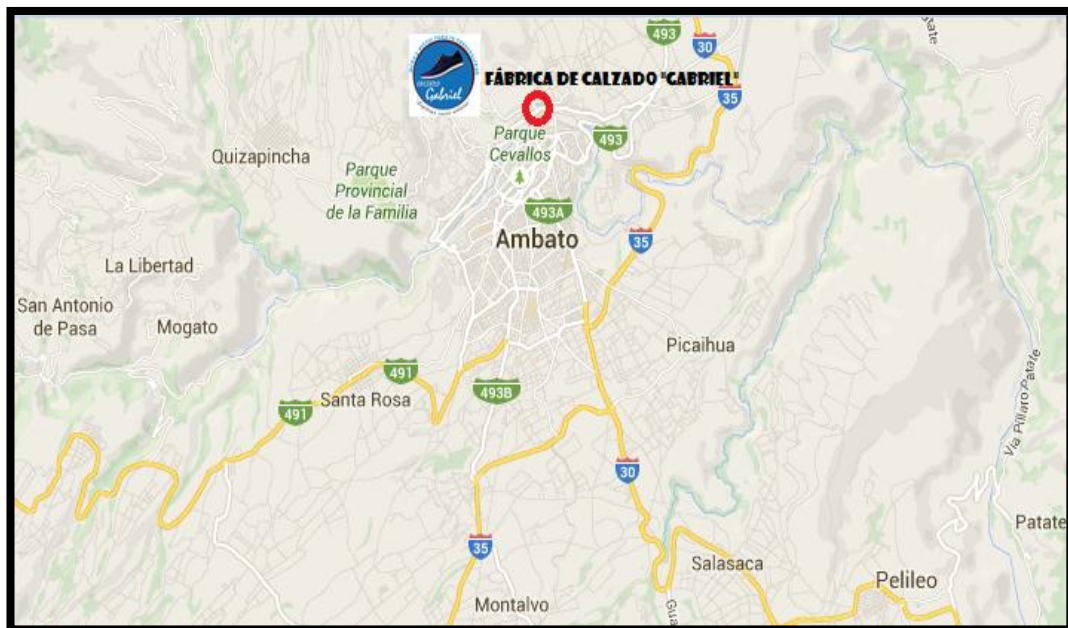 493
30
Gabriel
FÁBRICA DE CALZADO "GABRIEL"
35
Parque
Cevallos
493
Quizapincha
Parque
Provincial
de la Familia
493A
Ambato
35
La Libertad
San Antonio
de Pasa
Mogato
Picaihua
491
493B
Santa Rosa
491
Vía Píllaro-Patate
30
Patate
35
Salasaca
Pelileo
Montalvo
Gua